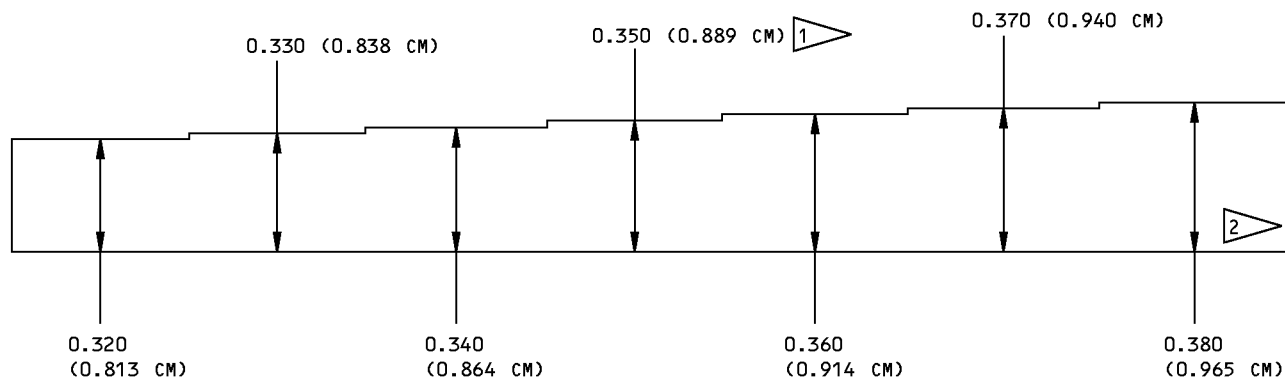 0.370 (0.940 CM)
0.330 (0.838 CM)
0.350 (0.889 CM) 1
2
0.320
(0.813 CM)
0.340
(0.864 CM)
0.360
(0.914 CM)
0.380
(0.965 CM)